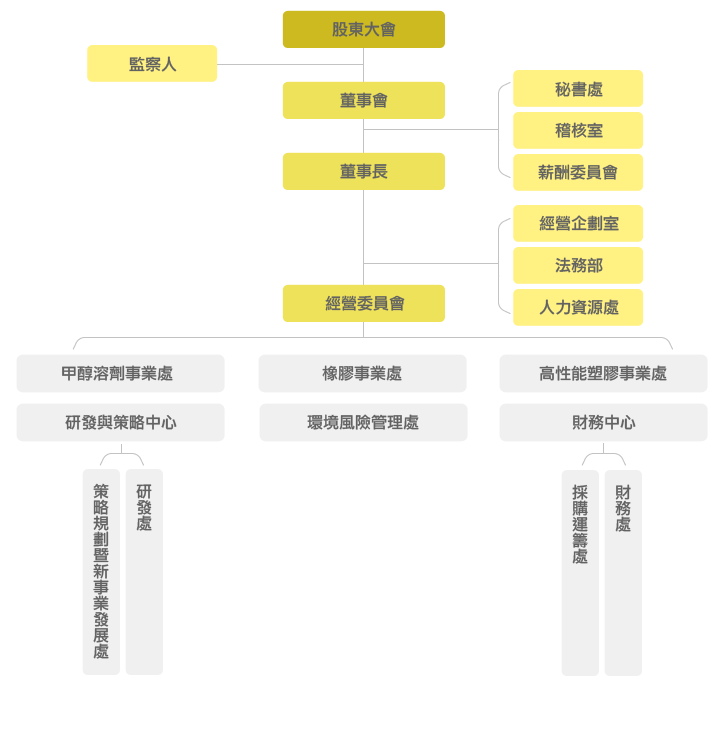 股東大會
監察人
董事會
秘書處
稽核室
董事長
薪酬委員會
經營企劃室
法務部
經營委員會
人力資源處
甲醇溶劑事業處
橡膠事業處
高性能塑膠事業處
研發與策略中心
環境風險管理處
財務中心
策略規劃暨新事業發展處
研發處
採購運籌處
財務處